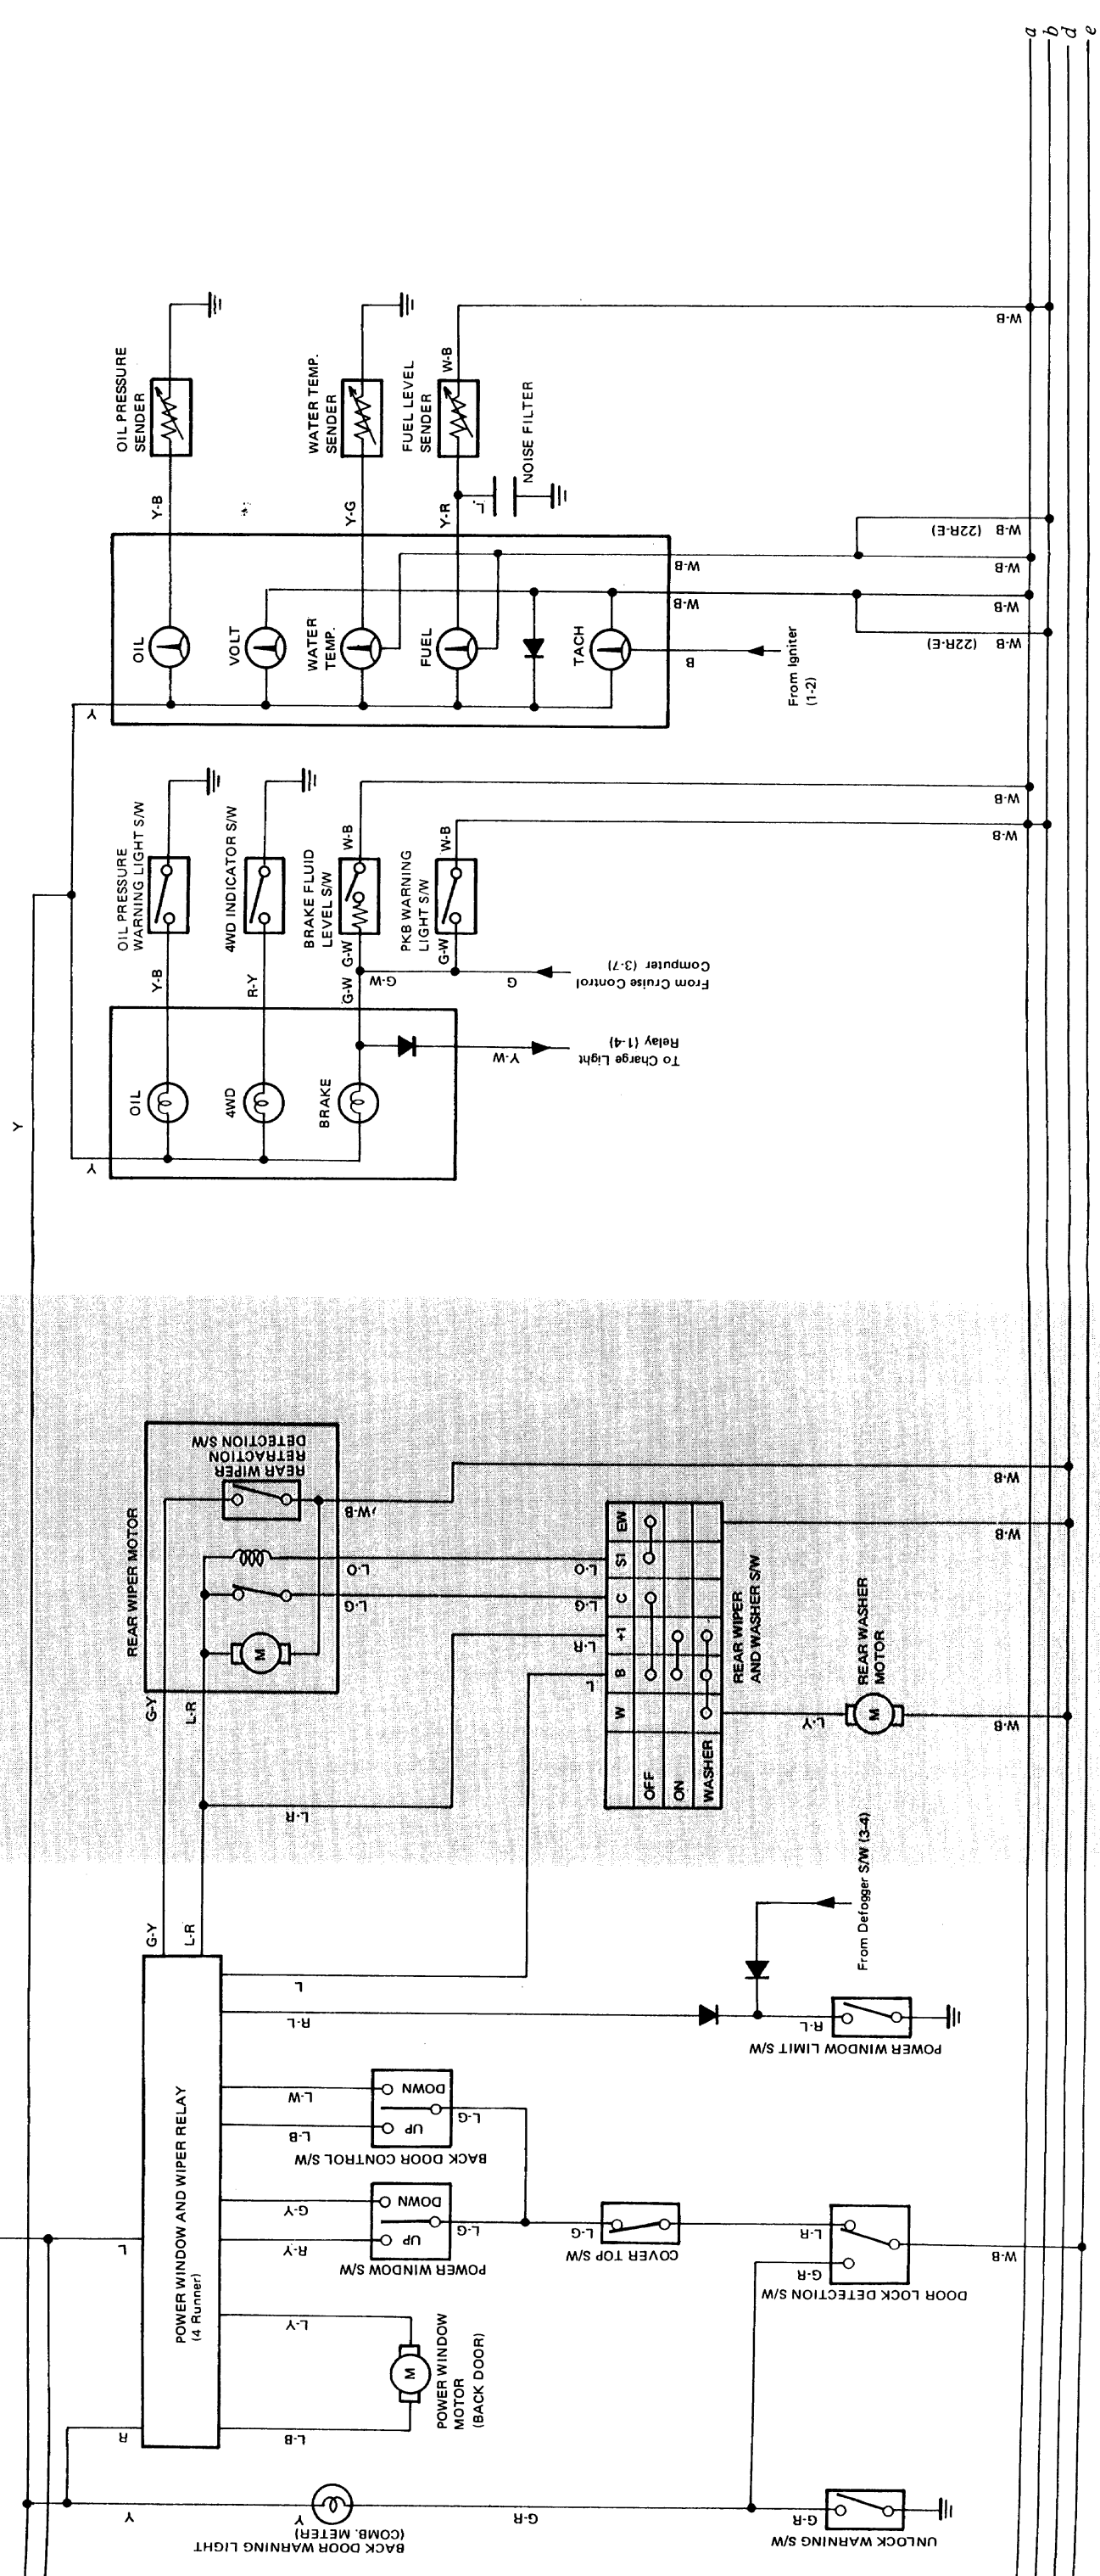 a
b
d
e
OIL PRESSURE
SENDER
WATER TEMP.
SENDER
FUEL LEVEL
SENDER
W-B
NOISE FILTER
W-B
Y-B
Y-G
Y-R
L
W-B (22R-E)
W-B
W-B
W-B
W-B
W-B (22R-E)
OIL
VOLT
WATER
TEMP.
FUEL
TACH
B
From Igniter
(1-2)
Y
OIL PRESSURE
WARNING LIGHT S/W
4WD INDICATOR S/W
BRAKE FLUID
LEVEL S/W
PKB WARNING
LIGHT S/W
W-B
W-B
W-B
W-B
Y-B
R-Y
G-W
G-W
G-W
G-W
G
From Cruise Control
Computer (3-7)
To Charge Light
Relay (1-4)
Y-W
OIL
4WD
BRAKE
Y
Y
REAR WIPER MOTOR
REAR WIPER
RETRACTION
DETECTION S/W
W-B
W-B
W-B
L-O
L-O
L-G
L-G
L-R
L
EW
S1
C
+1
B
W
OFF
ON
WASHER
REAR WIPER
AND WASHER S/W
REAR WASHER
MOTOR
M
M
L-Y
W-B
G-Y
L-R
L-R
From Defogger S/W (3-4)
G-Y
L-R
L
R-L
R-L
POWER WINDOW LIMIT S/W
POWER WINDOW AND WIPER RELAY
(4 Runner)
L-W
L-B
DOWN
UP
L-G
BACK DOOR CONTROL S/W
G-Y
R-Y
DOWN
UP
L-G
POWER WINDOW S/W
L
L-G
COVER TOP S/W
L-R
G-R
W-B
DOOR LOCK DETECTION S/W
L-Y
M
POWER WINDOW
MOTOR
(BACK DOOR)
L-B
R
Y
Y
BACK DOOR WARNING LIGHT
(COMB. METER)
G-R
G-R
UNLOCK WARNING S/W